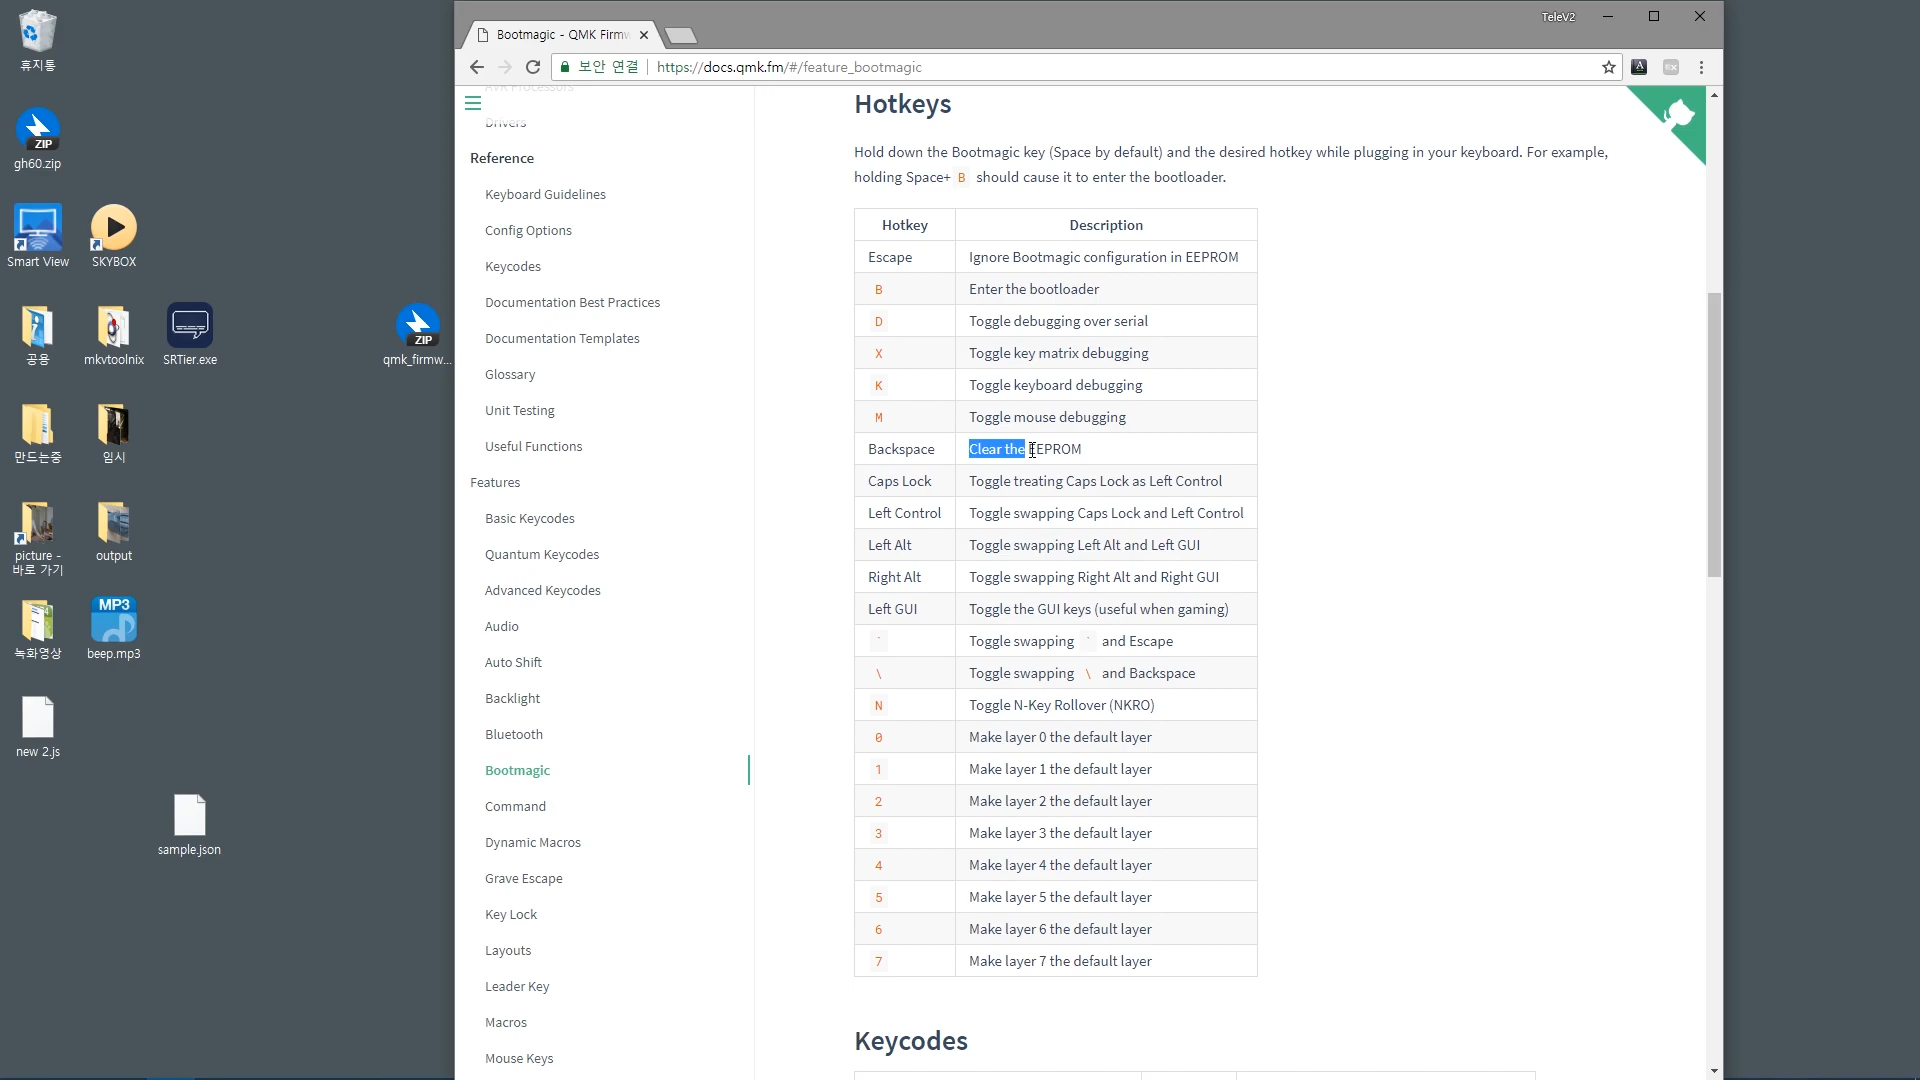 휴지통
gh60.zip
ZIP
Smart View
SKYBOX
공용
mkvtoolnix
SRTier.exe
ZIP
qmk_firmw...
만드는중
임시
picture -
바로 가기
output
녹화영상
MP3
beep.mp3
new 2.js
sample.json
TeleV2
Bootmagic - QMK Firmw
보안 연결
https://docs.qmk.fm/#/feature_bootmagic
AVR Processors
Drivers
Reference
Keyboard Guidelines
Config Options
Keycodes
Documentation Best Practices
Documentation Templates
Glossary
Unit Testing
Useful Functions
Features
Basic Keycodes
Quantum Keycodes
Advanced Keycodes
Audio
Auto Shift
Backlight
Bluetooth
Bootmagic
Command
Dynamic Macros
Grave Escape
Key Lock
Layouts
Leader Key
Macros
Mouse Keys
Hotkeys
Hold down the Bootmagic key (Space by default) and the desired hotkey while plugging in your keyboard. For example,
holding Space+ B should cause it to enter the bootloader.
Hotkey Description
Escape Ignore Bootmagic configuration in EEPROM
B Enter the bootloader
D Toggle debugging over serial
X Toggle key matrix debugging
K Toggle keyboard debugging
M Toggle mouse debugging
Backspace Clear the EEPROM
Caps Lock Toggle treating Caps Lock as Left Control
Left Control Toggle swapping Caps Lock and Left Control
Left Alt Toggle swapping Left Alt and Left GUI
Right Alt Toggle swapping Right Alt and Right GUI
Left GUI Toggle the GUI keys (useful when gaming)
` Toggle swapping ` and Escape
\ Toggle swapping \ and Backspace
N Toggle N-Key Rollover (NKRO)
0 Make layer 0 the default layer
1 Make layer 1 the default layer
2 Make layer 2 the default layer
3 Make layer 3 the default layer
4 Make layer 4 the default layer
5 Make layer 5 the default layer
6 Make layer 6 the default layer
7 Make layer 7 the default layer
Keycodes